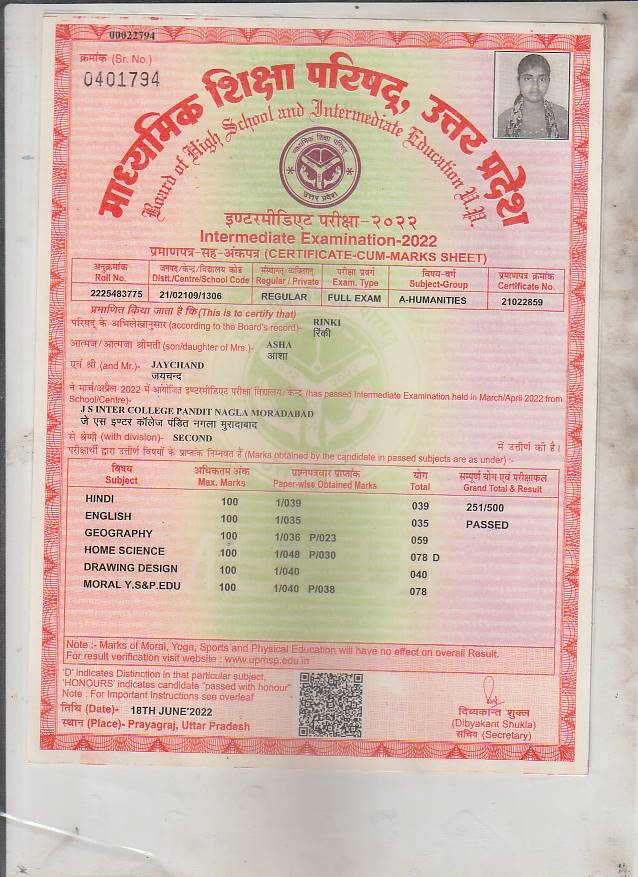 00022794
क्रमांक (Sr. No.)
0401794
माध्यमिक शिक्षा परिषद्, उत्तर प्रदेश
Board of High School and Intermediate Education U.P.
माध्यमिक शिक्षा परिषद्
उत्तर प्रदेश
इण्टरमीडिएट परीक्षा-२०२२
Intermediate Examination-2022
प्रमाणपत्र-सह-अंकपत्र (CERTIFICATE-CUM-MARKS SHEET)
अनुक्रमांक जनपद/केन्द्र/विद्यालय कोड संस्थागत/व्यक्तिगत परीक्षा प्रवर्ग विषय-वर्ग प्रमाणपत्र क्रमांक
Roll No. Distt./Centre/School Code Regular / Private Exam. Type Subject-Group Certificate No.
2225483775 21/02109/1306 REGULAR FULL EXAM A-HUMANITIES 21022859
प्रमाणित किया जाता है कि (This is to certify that)
परिषद् के अभिलेखानुसार (according to the Board's record)- RINKI
रिंकी
आत्मज/आत्मजा श्रीमती (son/daughter of Mrs.)- ASHA
आशा
एवं श्री (and Mr.)- JAYCHAND
जयचन्द
ने मार्च/अप्रैल 2022 में आयोजित इण्टरमीडिएट परीक्षा विद्यालय/केन्द्र (has passed Intermediate Examination held in March/April 2022 from
School/Centre)-
J S INTER COLLEGE PANDIT NAGLA MORADABAD
जे एस इण्टर कॉलेज पंडित नगला मुरादाबाद
से श्रेणी (with division)- SECOND में उत्तीर्ण की है।
परीक्षार्थी द्वारा उत्तीर्ण विषयों के प्राप्तांक निम्नवत हैं (Marks obtained by the candidate in passed subjects are as under) :-
विषय अधिकतम अंक प्रश्नपत्रवार प्राप्तांक योग सम्पूर्ण योग एवं परीक्षाफल
Subject Max. Marks Paper-wise Obtained Marks Total Grand Total & Result
HINDI 100 1/039 039 251/500
ENGLISH 100 1/035 035 PASSED
GEOGRAPHY 100 1/036 P/023 059
HOME SCIENCE 100 1/048 P/030 078 D
DRAWING DESIGN 100 1/040 040
MORAL Y.S&P.EDU 100 1/040 P/038 078
Note :- Marks of Moral, Yoga, Sports and Physical Education will have no effect on overall Result.
For result verification visit website : www.upmsp.edu.in
'D' indicates Distinction in that particular subject,
'HONOURS' indicates candidate "passed with honour"
Note : For Important Instructions see overleaf
तिथि (Date)- 18TH JUNE'2022
स्थान (Place)- Prayagraj, Uttar Pradesh
दिव्यकान्त शुक्ल
(Dibyakant Shukla)
सचिव (Secretary)